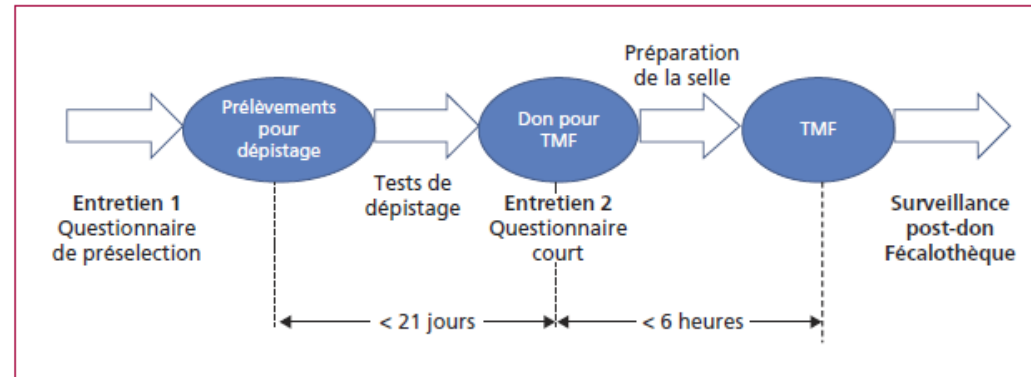 Prélèvements
pour
dépistage
Don pour
TMF
Préparation
de la selle
TMF
Entretien 1
Questionnaire
de préselection
Tests de
dépistage
Entretien 2
Questionnaire
court
Surveillance
post-don
Fécalothèque
< 21 jours
< 6 heures